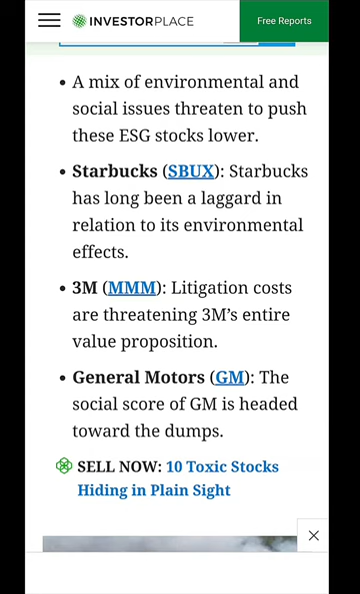 INVESTORPLACE
Free Reports
• A mix of environmental and
social issues threaten to push
these ESG stocks lower.
• Starbucks (SBUX): Starbucks
has long been a laggard in
relation to its environmental
effects.
• 3M (MMM): Litigation costs
are threatening 3M’s entire
value proposition.
• General Motors (GM): The
social score of GM is headed
toward the dumps.
SELL NOW: 10 Toxic Stocks
Hiding in Plain Sight